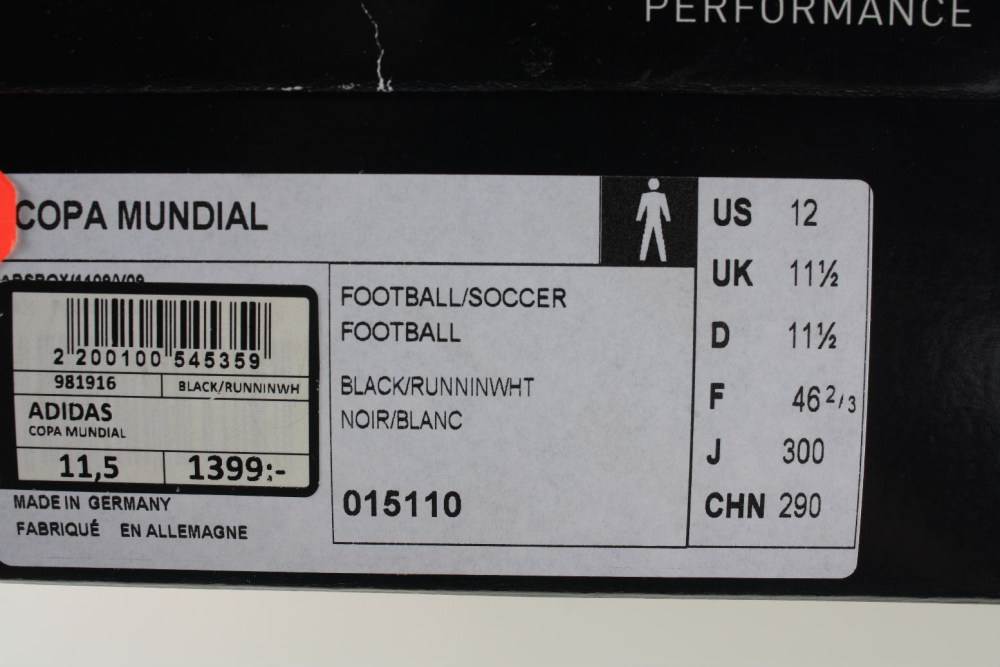 PERFORMANCE
COPA MUNDIAL
FOOTBALL/SOCCER
FOOTBALL
BLACK/RUNNINWHT
NOIR/BLANC
015110
2 200100 545359
981916 BLACK/RUNNINWH
ADIDAS
COPA MUNDIAL
11,5 1399:-
MADE IN GERMANY
FABRIQUÉ EN ALLEMAGNE
US 12
UK 11½
D 11½
F 46 2/3
J 300
CHN 290